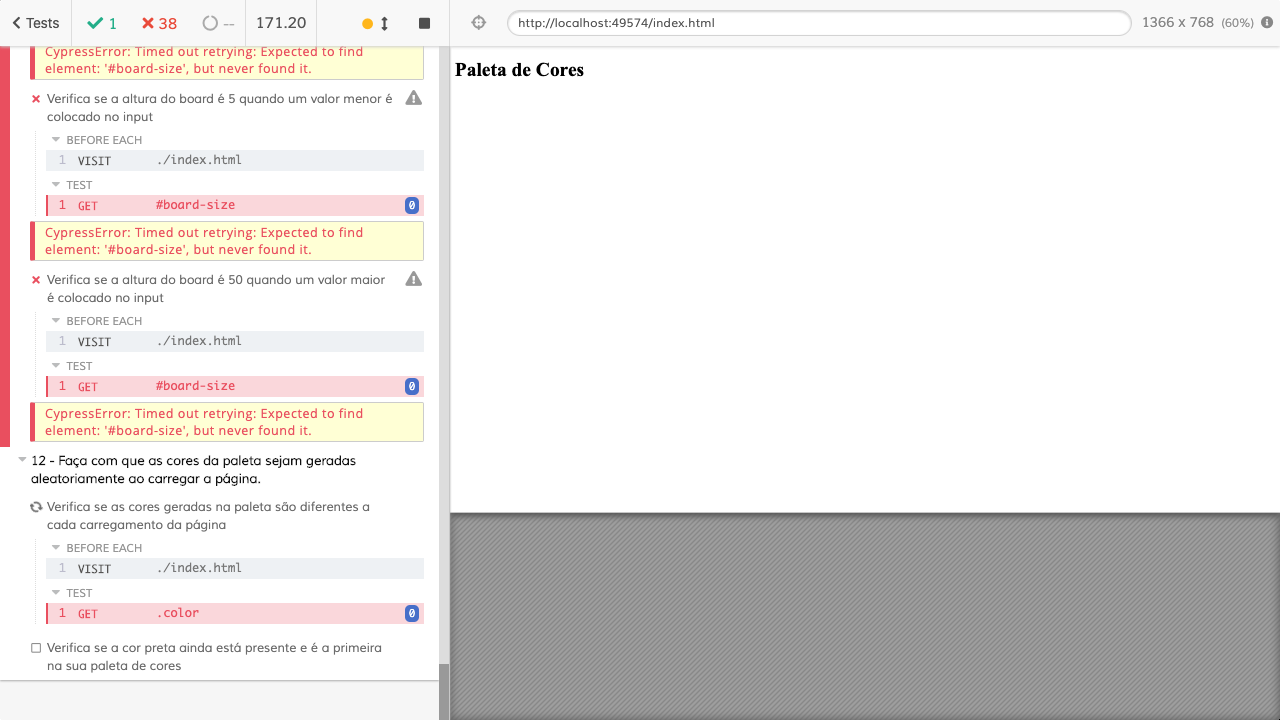 Tests
1
38
--
171.20
http://localhost:49574/index.html
1366 x 768 (60%)
CypressError: Timed out retrying: Expected to find
element: '#board-size', but never found it.
Verifica se a altura do board é 5 quando um valor menor é
colocado no input
BEFORE EACH
1 VISIT ./index.html
TEST
1 GET #board-size 0
CypressError: Timed out retrying: Expected to find
element: '#board-size', but never found it.
Verifica se a altura do board é 50 quando um valor maior
é colocado no input
BEFORE EACH
1 VISIT ./index.html
TEST
1 GET #board-size 0
CypressError: Timed out retrying: Expected to find
element: '#board-size', but never found it.
12 - Faça com que as cores da paleta sejam geradas
aleatoriamente ao carregar a página.
Verifica se as cores geradas na paleta são diferentes a
cada carregamento da página
BEFORE EACH
1 VISIT ./index.html
TEST
1 GET .color 0
Verifica se a cor preta ainda está presente e é a primeira
na sua paleta de cores
Paleta de Cores